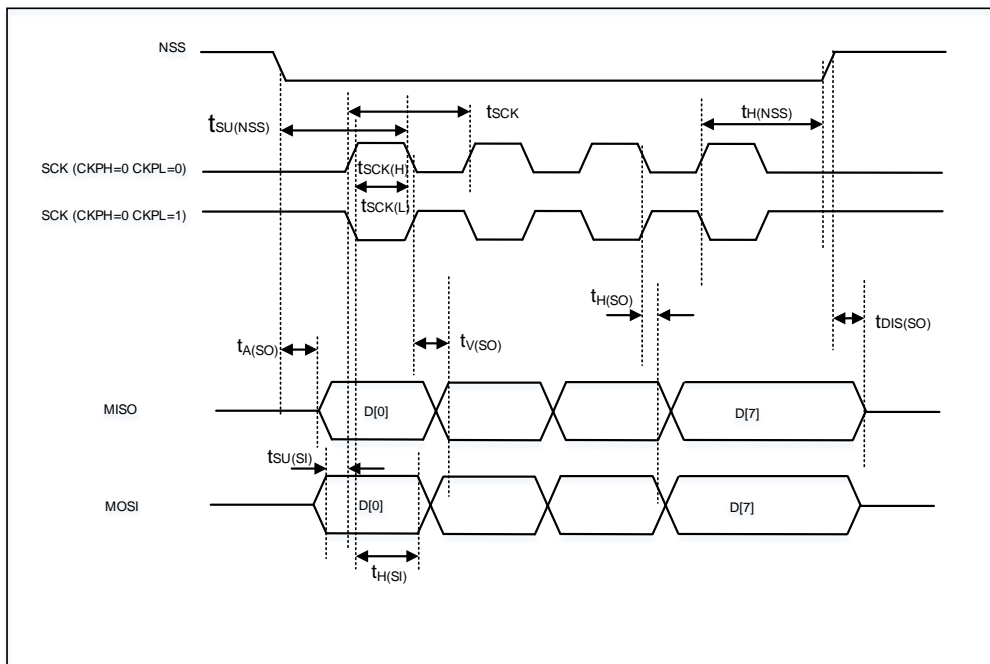 NSS
tSCK
tH(NSS)
tSU(NSS)
SCK (CKPH=0 CKPL=0)
tSCK(H)
tSCK(L)
SCK (CKPH=0 CKPL=1)
tH(SO)
tDIS(SO)
tV(SO)
tA(SO)
MISO
D[0]
D[7]
tSU(SI)
MOSI
D[0]
D[7]
tH(SI)